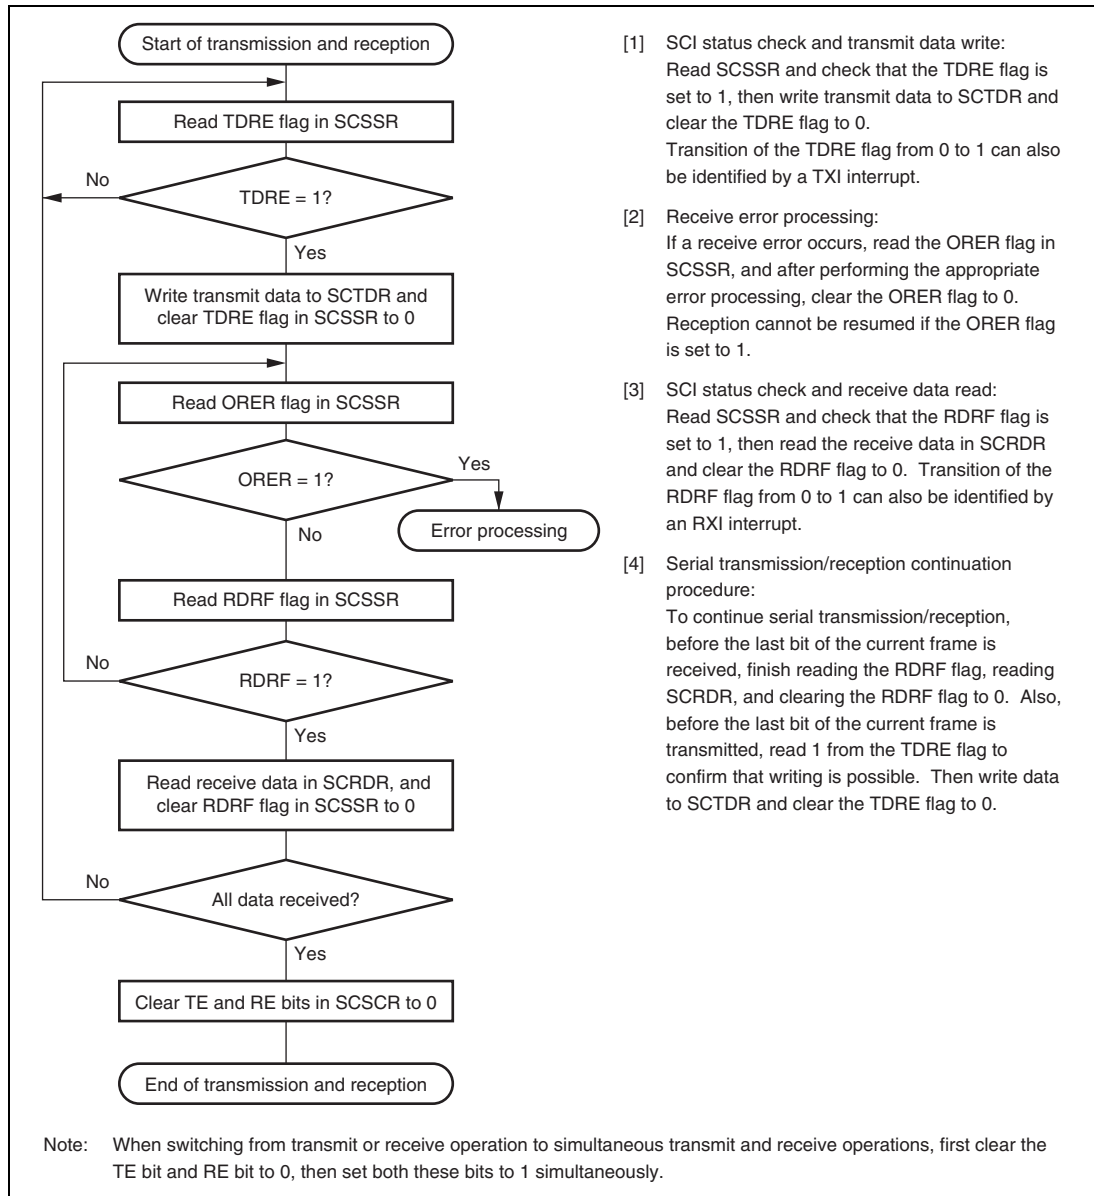 Start of transmission and reception
Read TDRE flag in SCSSR
No
TDRE = 1?
Yes
Write transmit data to SCTDR and
clear TDRE flag in SCSSR to 0
Read ORER flag in SCSSR
Yes
ORER = 1?
Error processing
No
Read RDRF flag in SCSSR
No
RDRF = 1?
Yes
Read receive data in SCRDR, and
clear RDRF flag in SCSSR to 0
No
All data received?
Yes
Clear TE and RE bits in SCSCR to 0
End of transmission and reception
[1] SCI status check and transmit data write:
Read SCSSR and check that the TDRE flag is
set to 1, then write transmit data to SCTDR and
clear the TDRE flag to 0.
Transition of the TDRE flag from 0 to 1 can also
be identified by a TXI interrupt.
[2] Receive error processing:
If a receive error occurs, read the ORER flag in
SCSSR, and after performing the appropriate
error processing, clear the ORER flag to 0.
Reception cannot be resumed if the ORER flag
is set to 1.
[3] SCI status check and receive data read:
Read SCSSR and check that the RDRF flag is
set to 1, then read the receive data in SCRDR
and clear the RDRF flag to 0. Transition of the
RDRF flag from 0 to 1 can also be identified by
an RXI interrupt.
[4] Serial transmission/reception continuation
procedure:
To continue serial transmission/reception,
before the last bit of the current frame is
received, finish reading the RDRF flag, reading
SCRDR, and clearing the RDRF flag to 0. Also,
before the last bit of the current frame is
transmitted, read 1 from the TDRE flag to
confirm that writing is possible. Then write data
to SCTDR and clear the TDRE flag to 0.
Note: When switching from transmit or receive operation to simultaneous transmit and receive operations, first clear the
TE bit and RE bit to 0, then set both these bits to 1 simultaneously.